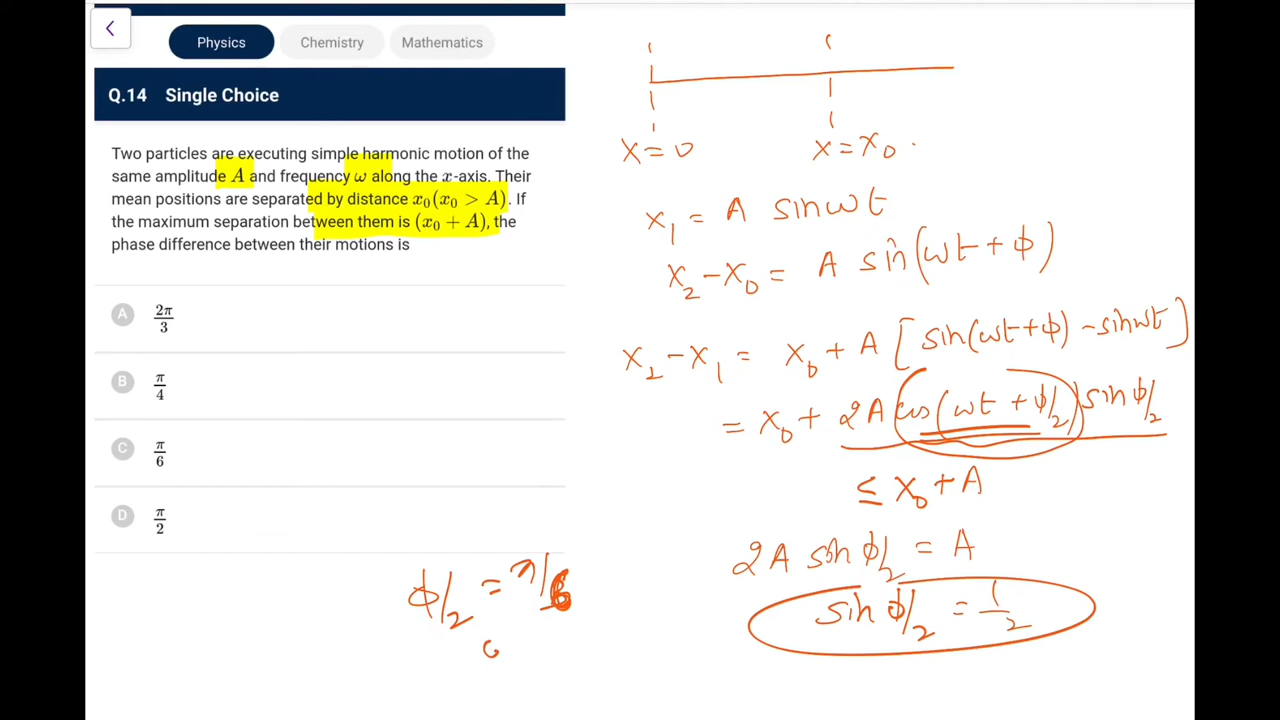 Physics Chemistry Mathematics
Q.14 Single Choice
Two particles are executing simple harmonic motion of the
same amplitude A and frequency ω along the x-axis. Their
mean positions are separated by distance x₀(x₀ > A). If
the maximum separation between them is (x₀ + A), the
phase difference between their motions is
A 2π/3
B π/4
C π/6
D π/2
x = 0 x = x₀
x₁ = A sinωt
x₂ - x₀ = A sin(ωt + ϕ)
x₂ - x₁ = x₀ + A [sin(ωt+ϕ) - sinωt]
= x₀ + 2A cos(ωt + ϕ/2) sin ϕ/2
≤ x₀ + A
2A sin ϕ/2 = A
sin ϕ/2 = 1/2
ϕ/2 = π/6